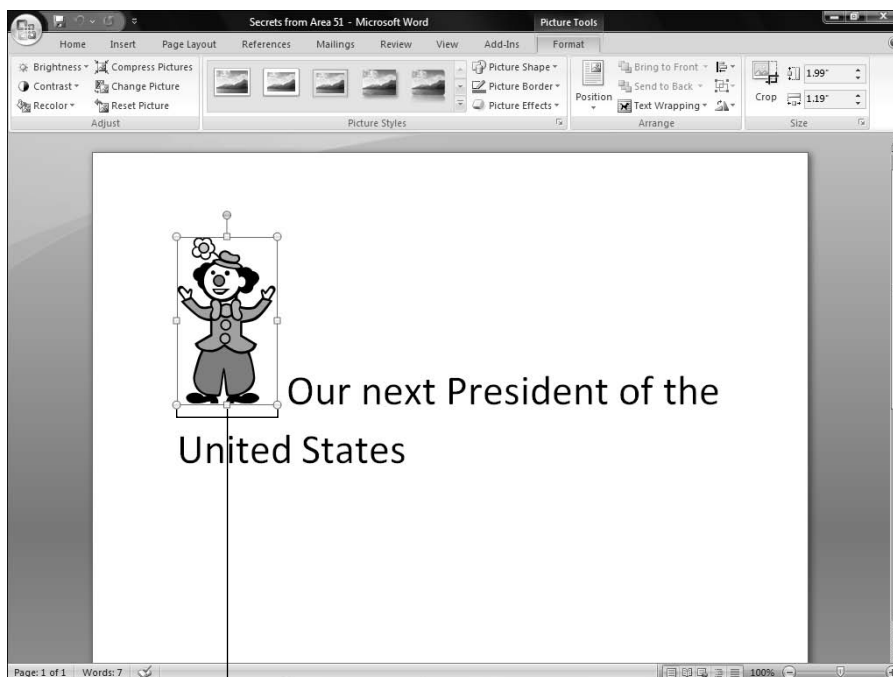 Secrets from Area 51 - Microsoft Word Picture Tools
Home Insert Page Layout References Mailings Review View Add-Ins Format
Brightness Compress Pictures Picture Shape Bring to Front 1.99"
Contrast Change Picture Picture Border Send to Back
Recolor Reset Picture Picture Effects Position Text Wrapping Crop 1.19"
Adjust Picture Styles Arrange Size
Our next President of the
United States
Page: 1 of 1 Words: 7 100%